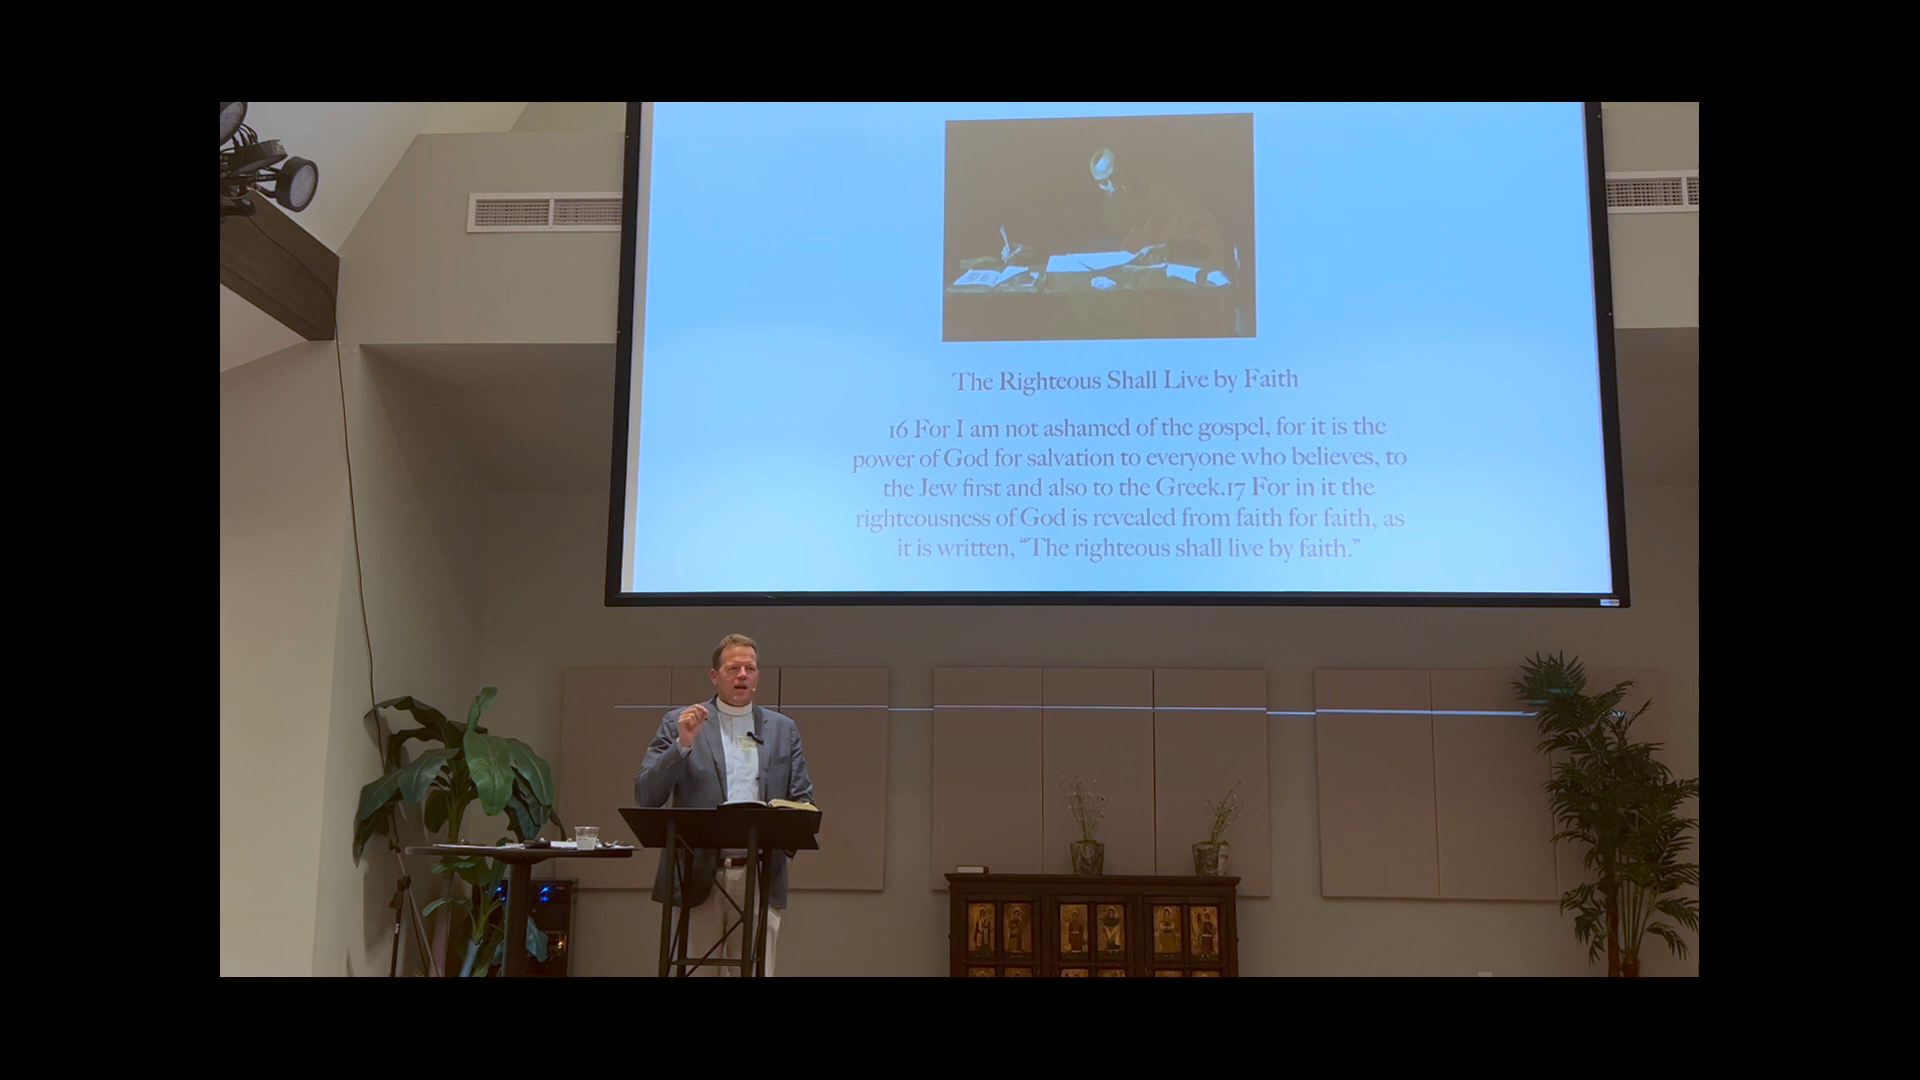 The Righteous Shall Live by Faith
16 For I am not ashamed of the gospel, for it is the
power of God for salvation to everyone who believes, to
the Jew first and also to the Greek.17 For in it the
righteousness of God is revealed from faith for faith, as
it is written, “The righteous shall live by faith.”